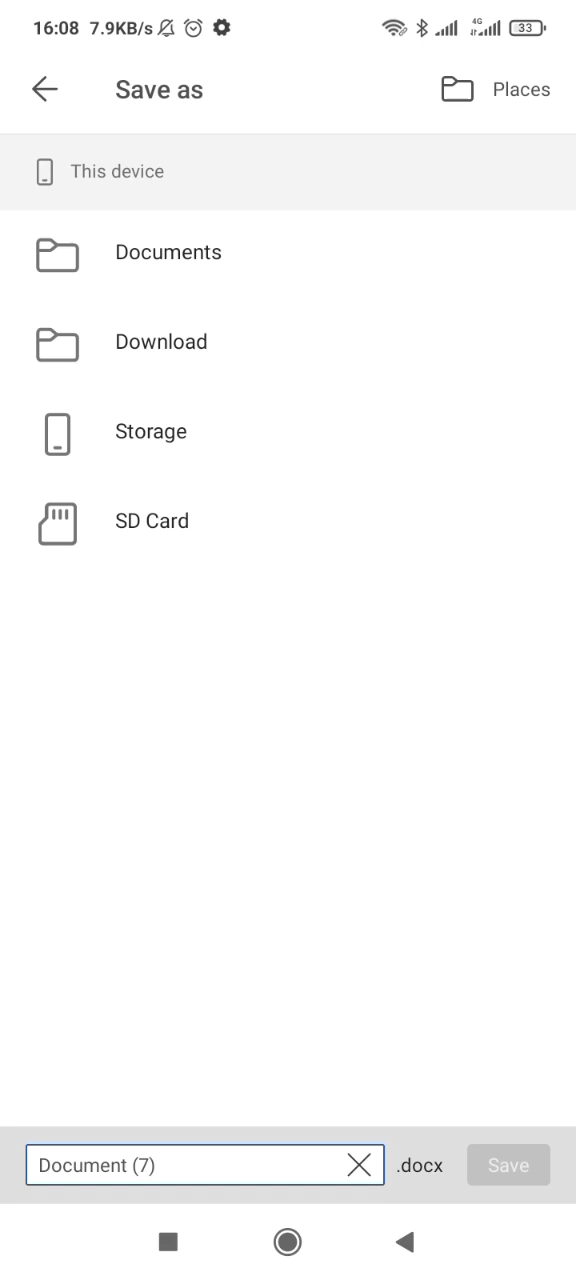 16:08 7.9KB/s 4G 33
Save as Places
This device
Documents
Download
Storage
SD Card
Document (7) .docx Save